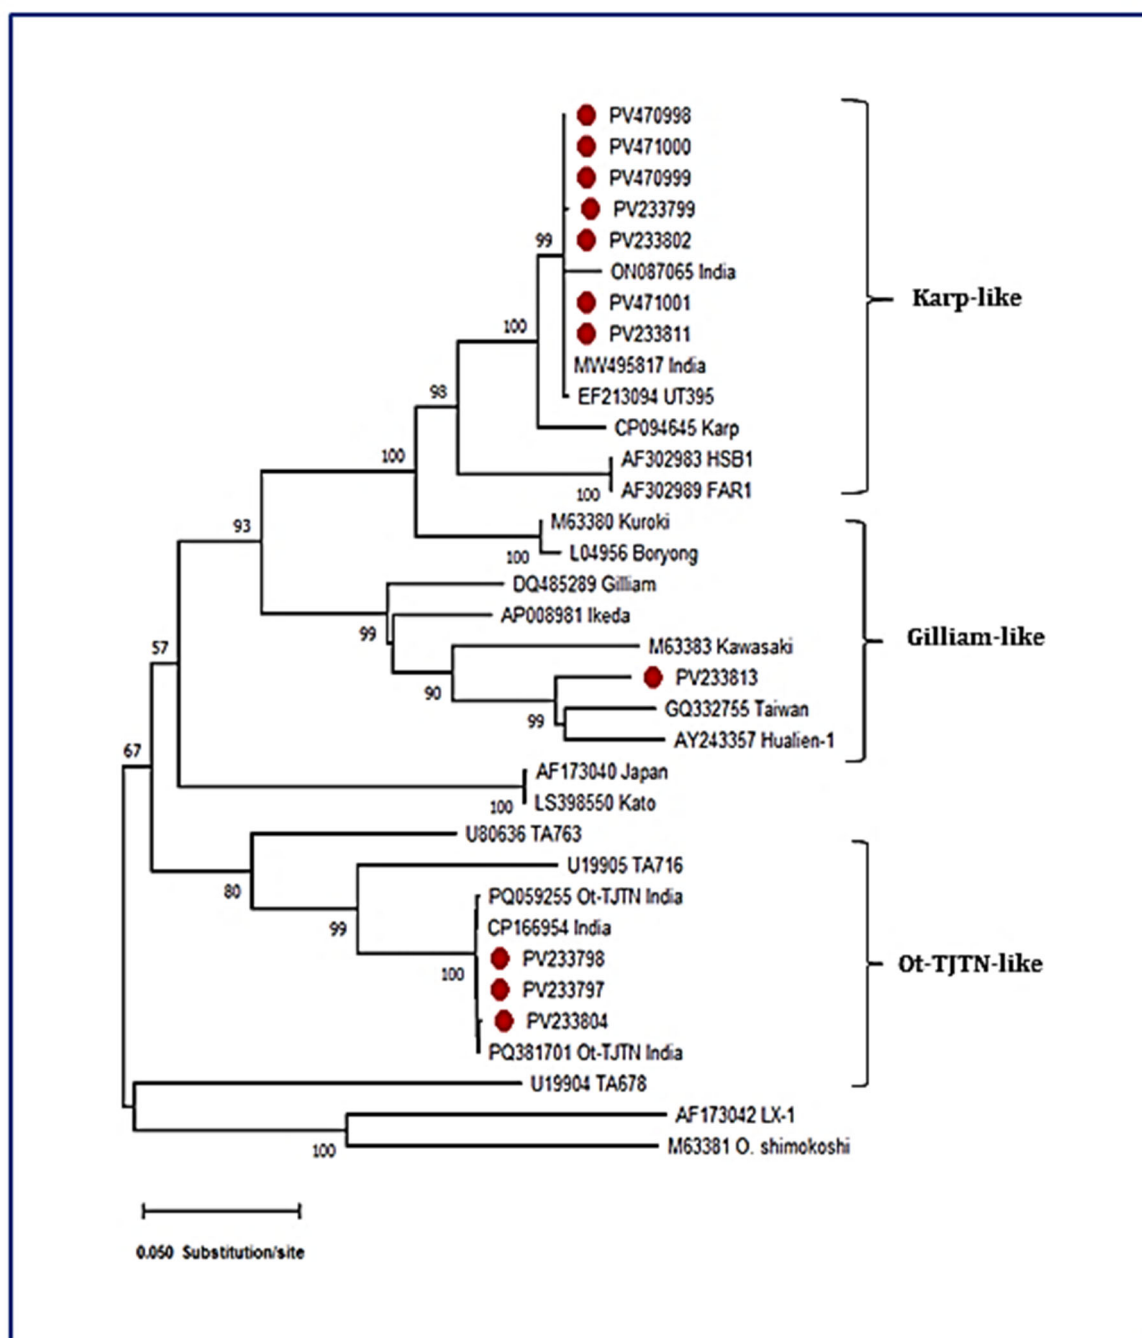 PV470998
PV471000
PV470999
PV233799
99
PV233802
ON087065 India
PV471001
Karp-like
100
PV233811
MW495817 India
98
EF213094 UT395
CP094645 Karp
100
AF302983 HSB1
100
AF302989 FAR1
93
M63380 Kuroki
100
L04956 Boryong
DQ485289 Gilliam
AP008981 Ikeda
99
Gilliam-like
57
M63383 Kawasaki
PV233813
90
GQ332755 Taiwan
99
AY243357 Hualien-1
67
AF173040 Japan
100
LS398550 Kato
U80636 TA763
U19905 TA716
80
PQ059255 Ot-TJTN India
99
CP166954 India
PV233798
Ot-TJTN-like
100
PV233797
PV233804
PQ381701 Ot-TJTN India
U19904 TA678
AF173042 LX-1
100
M63381 O. shimokoshi
0.050 Substitution/site